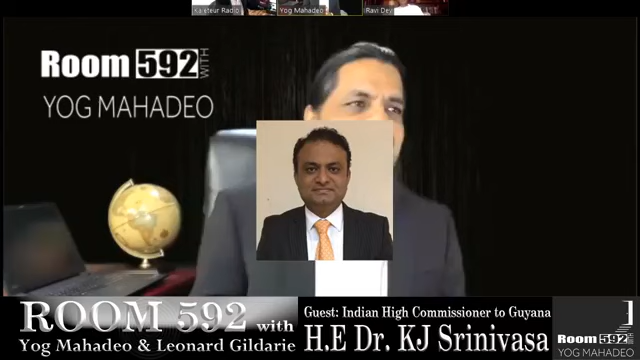 Kaieteur Radio
Yog Mahadeo
Ravi Dev
Room 592 WITH
YOG MAHADEO
ROOM 592 with
Yog Mahadeo & Leonard Gildarie
Guest: Indian High Commissioner to Guyana
H.E Dr. KJ Srinivasa
Room 592
YOG MAHADEO